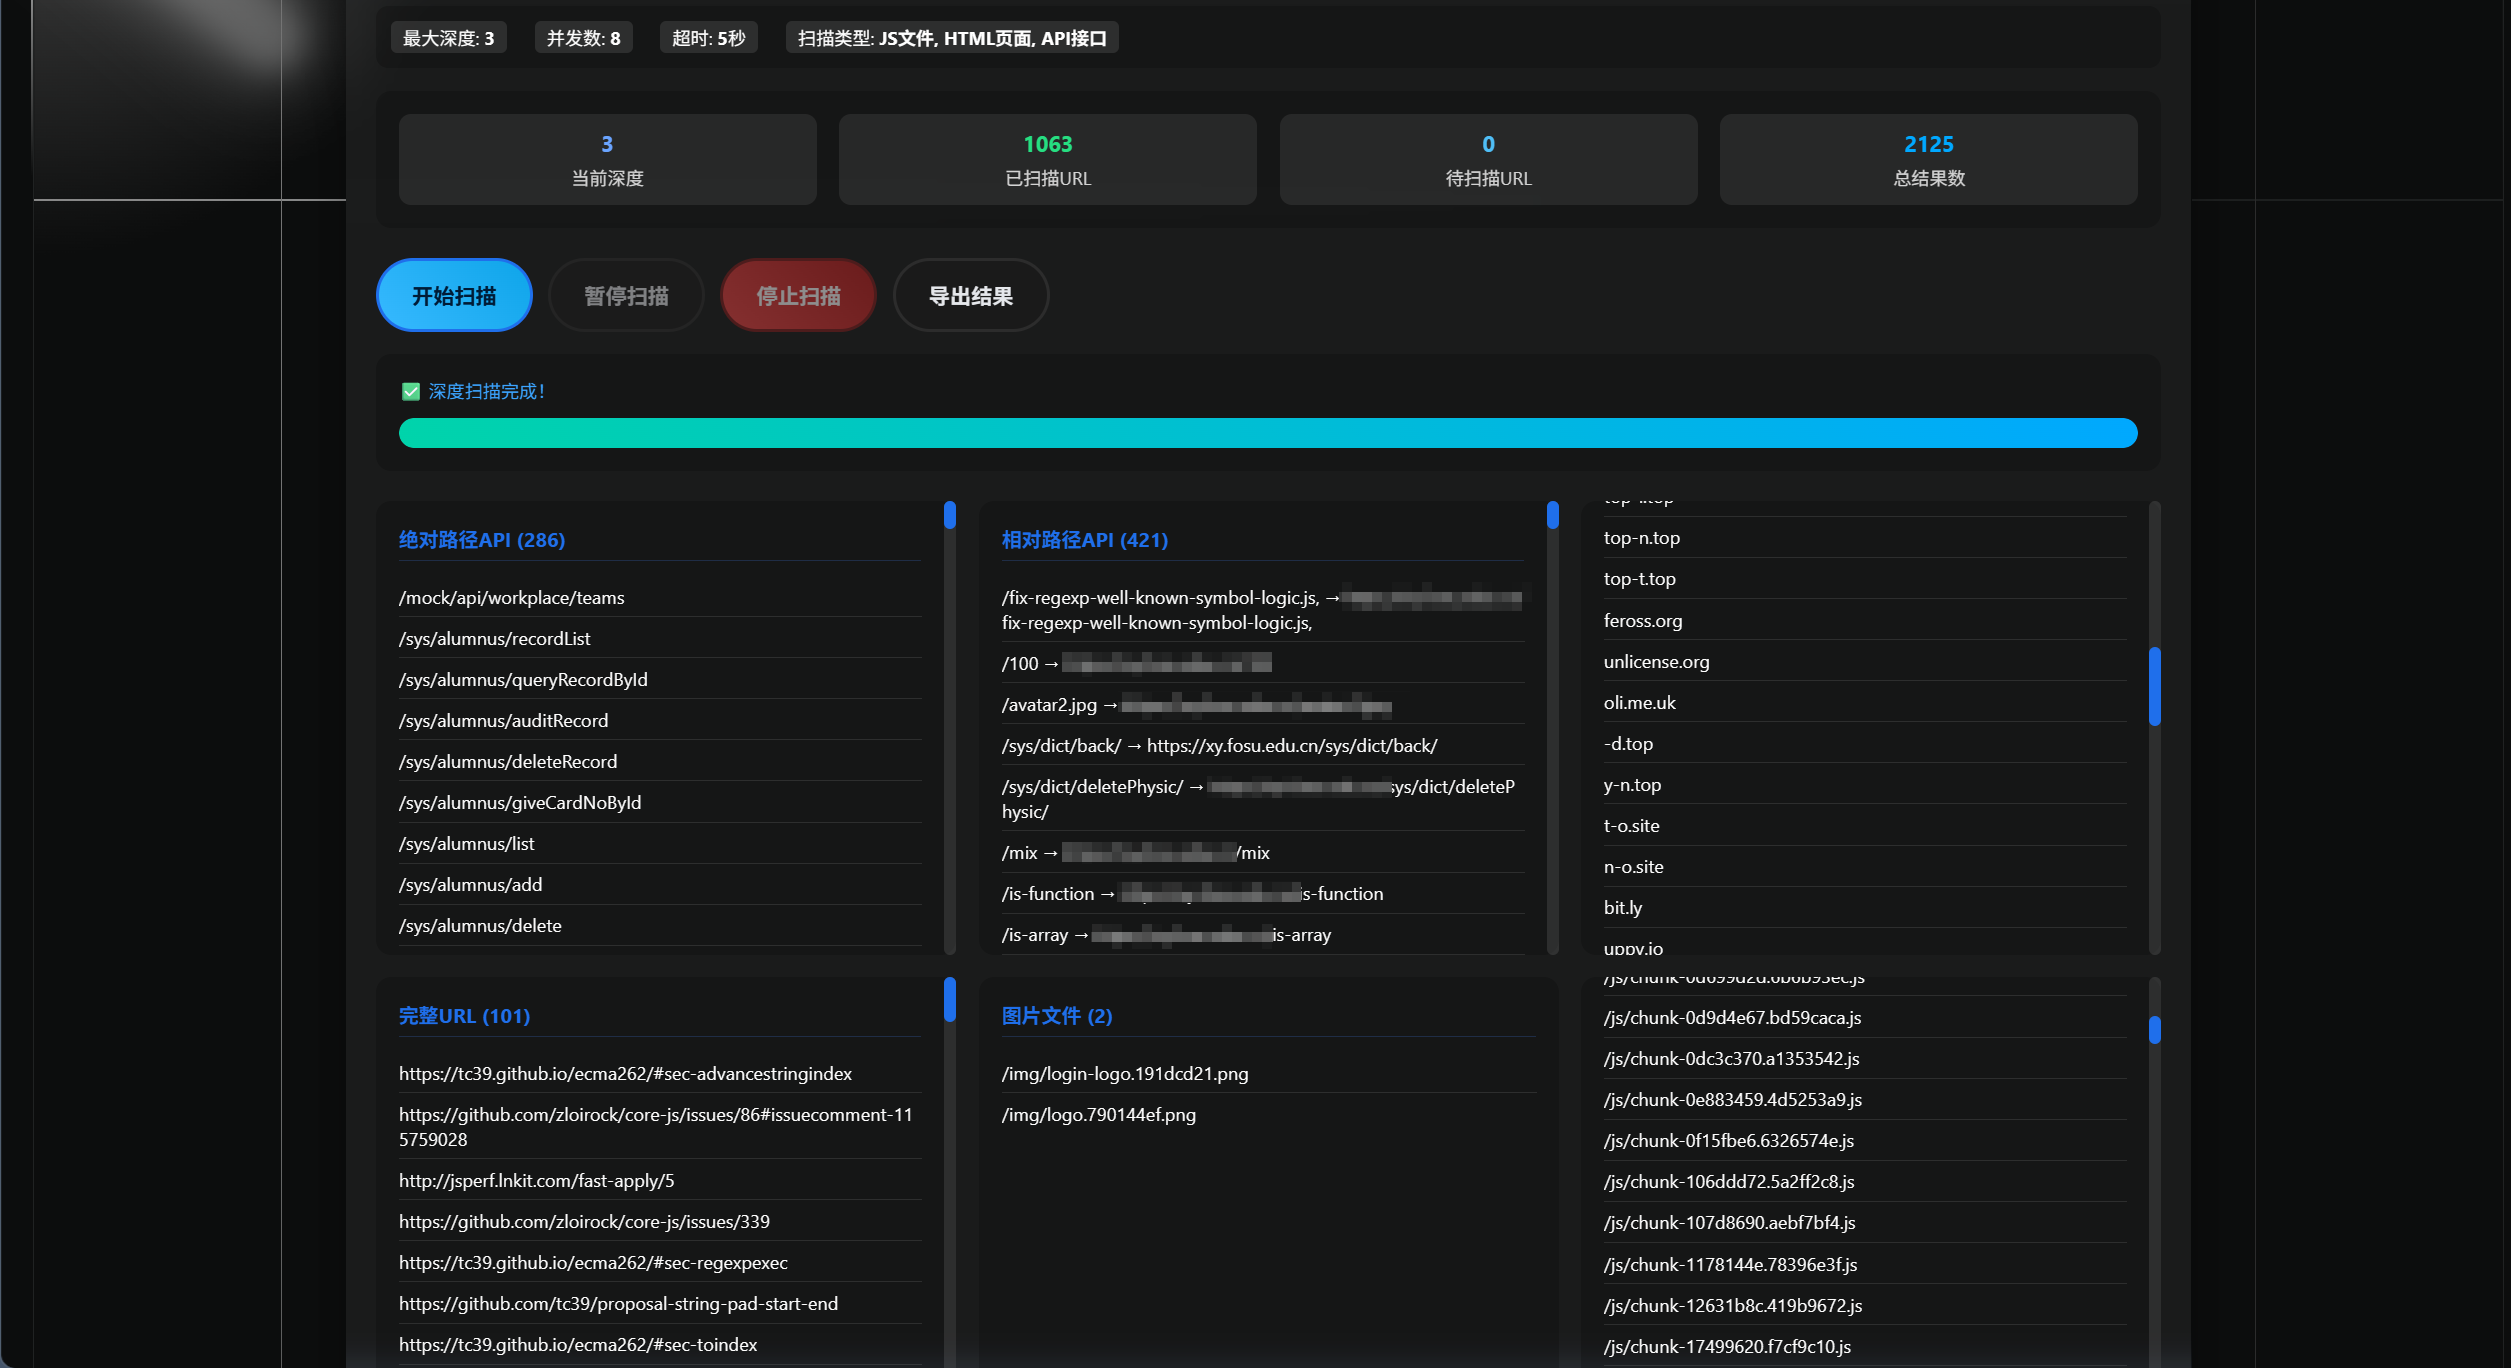 最大深度: 3
并发数: 8
超时: 5秒
扫描类型: JS文件, HTML页面, API接口
3
当前深度
1063
已扫描URL
0
待扫描URL
2125
总结果数
开始扫描
暂停扫描
停止扫描
导出结果
✅ 深度扫描完成!
绝对路径API (286)
/mock/api/workplace/teams
/sys/alumnus/recordList
/sys/alumnus/queryRecordById
/sys/alumnus/auditRecord
/sys/alumnus/deleteRecord
/sys/alumnus/giveCardNoById
/sys/alumnus/list
/sys/alumnus/add
/sys/alumnus/delete
相对路径API (421)
/fix-regexp-well-known-symbol-logic.js, →
fix-regexp-well-known-symbol-logic.js,
/100 →
/avatar2.jpg →
/sys/dict/back/ → https://xy.fosu.edu.cn/sys/dict/back/
/sys/dict/deletePhysic/ → sys/dict/deleteP
hysic/
/mix → /mix
/is-function → is-function
/is-array → is-array
top-n.top
top-t.top
feross.org
unlicense.org
oli.me.uk
-d.top
y-n.top
t-o.site
n-o.site
bit.ly
uppy.io
完整URL (101)
https://tc39.github.io/ecma262/#sec-advancestringindex
https://github.com/zloirock/core-js/issues/86#issuecomment-11
5759028
http://jsperf.lnkit.com/fast-apply/5
https://github.com/zloirock/core-js/issues/339
https://tc39.github.io/ecma262/#sec-regexpexec
https://github.com/tc39/proposal-string-pad-start-end
https://tc39.github.io/ecma262/#sec-toindex
图片文件 (2)
/img/login-logo.191dcd21.png
/img/logo.790144ef.png
/js/chunk-0d9d4e67.bd59caca.js
/js/chunk-0dc3c370.a1353542.js
/js/chunk-0e883459.4d5253a9.js
/js/chunk-0f15fbe6.6326574e.js
/js/chunk-106ddd72.5a2ff2c8.js
/js/chunk-107d8690.aebf7bf4.js
/js/chunk-1178144e.78396e3f.js
/js/chunk-12631b8c.419b9672.js
/js/chunk-17499620.f7cf9c10.js